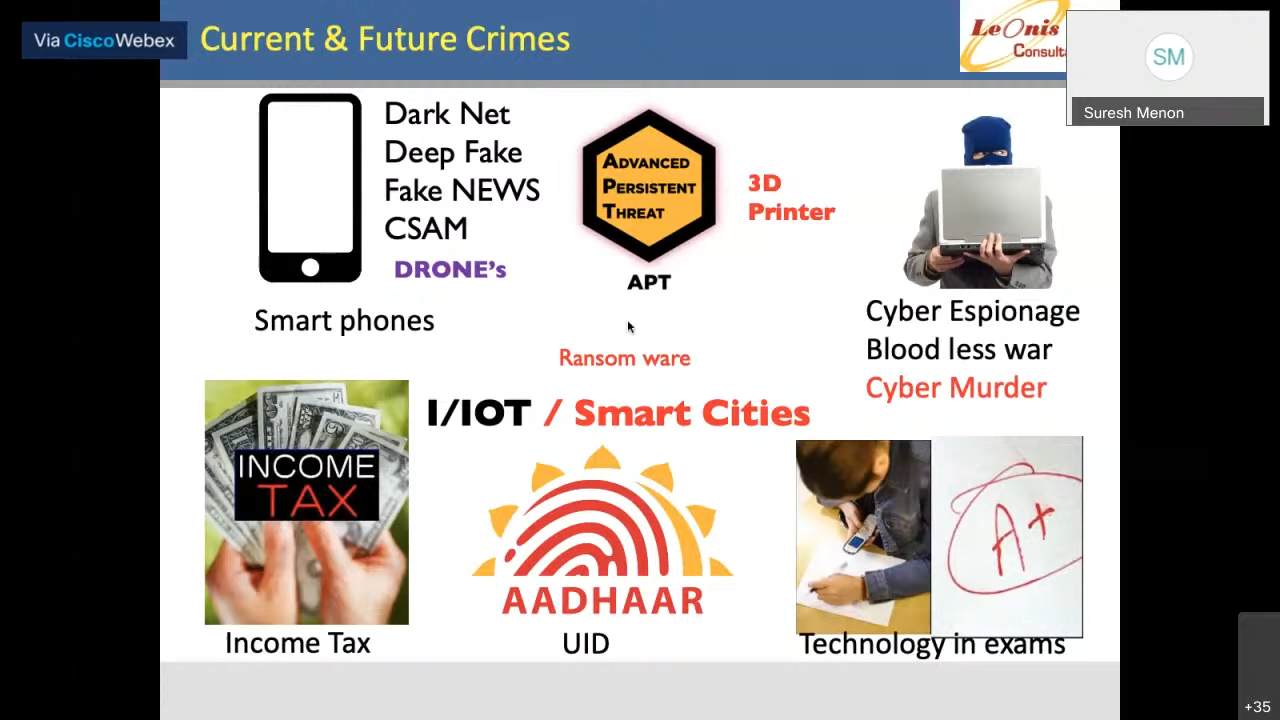 Via CiscoWebex
Current & Future Crimes
LeOnis
Consulta
SM
Suresh Menon
Dark Net
Deep Fake
Fake NEWS
CSAM
DRONE's
Smart phones
ADVANCED
PERSISTENT
THREAT
APT
3D
Printer
Cyber Espionage
Blood less war
Cyber Murder
Ransom ware
I/IOT / Smart Cities
INCOME
TAX
Income Tax
AADHAAR
UID
A+
Technology in exams
+35